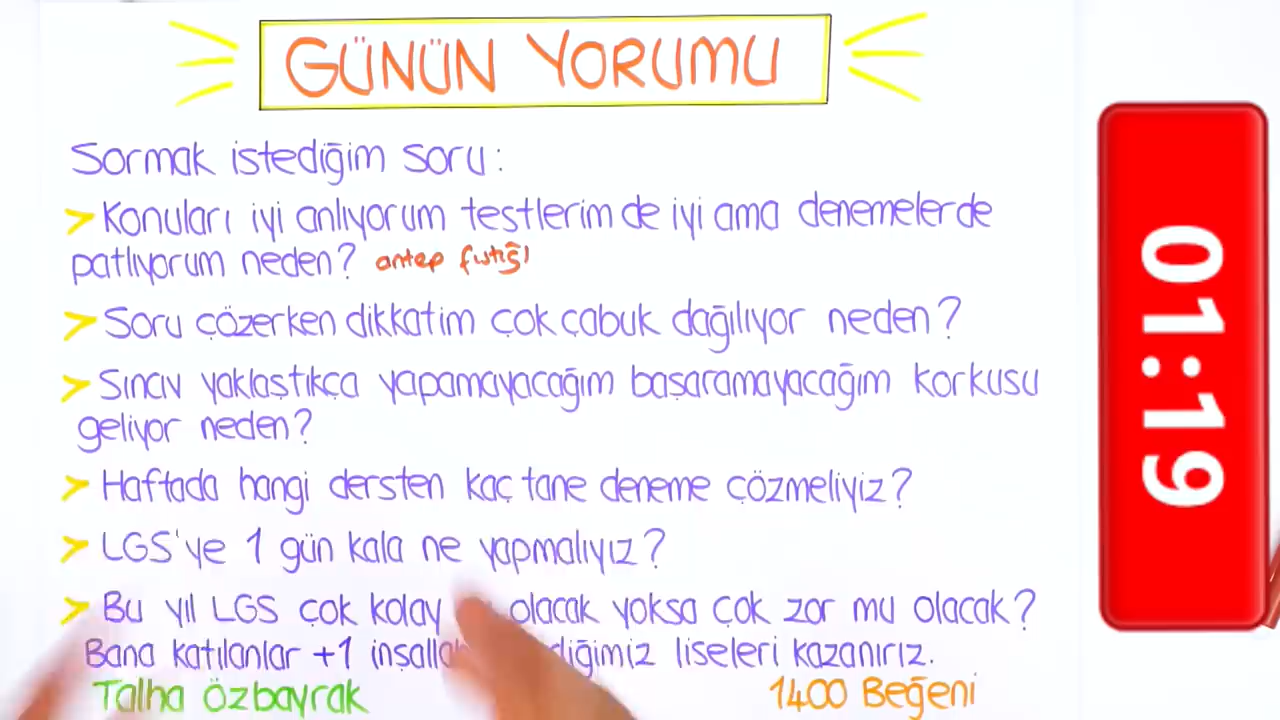 GÜNÜN YORUMU
Sormak istediğim soru:
➤ Konuları iyi anlıyorum testlerim de iyi ama denemelerde
patlıyorum neden? antep fıstığı
➤ Soru çözerken dikkatim çok çabuk dağılıyor neden?
➤ Sınav yaklaştıkça yapamayacağım başaramayacağım korkusu
geliyor neden?
➤ Haftada hangi dersten kaç tane deneme çözmeliyiz?
➤ LGS'ye 1 gün kala ne yapmalıyız?
➤ Bu yıl LGS çok kolay olacak yoksa çok zor mu olacak?
Bana katılanlar +1 liseleri kazanırız.
Talha özbayrak
1400 Beğeni
01:19